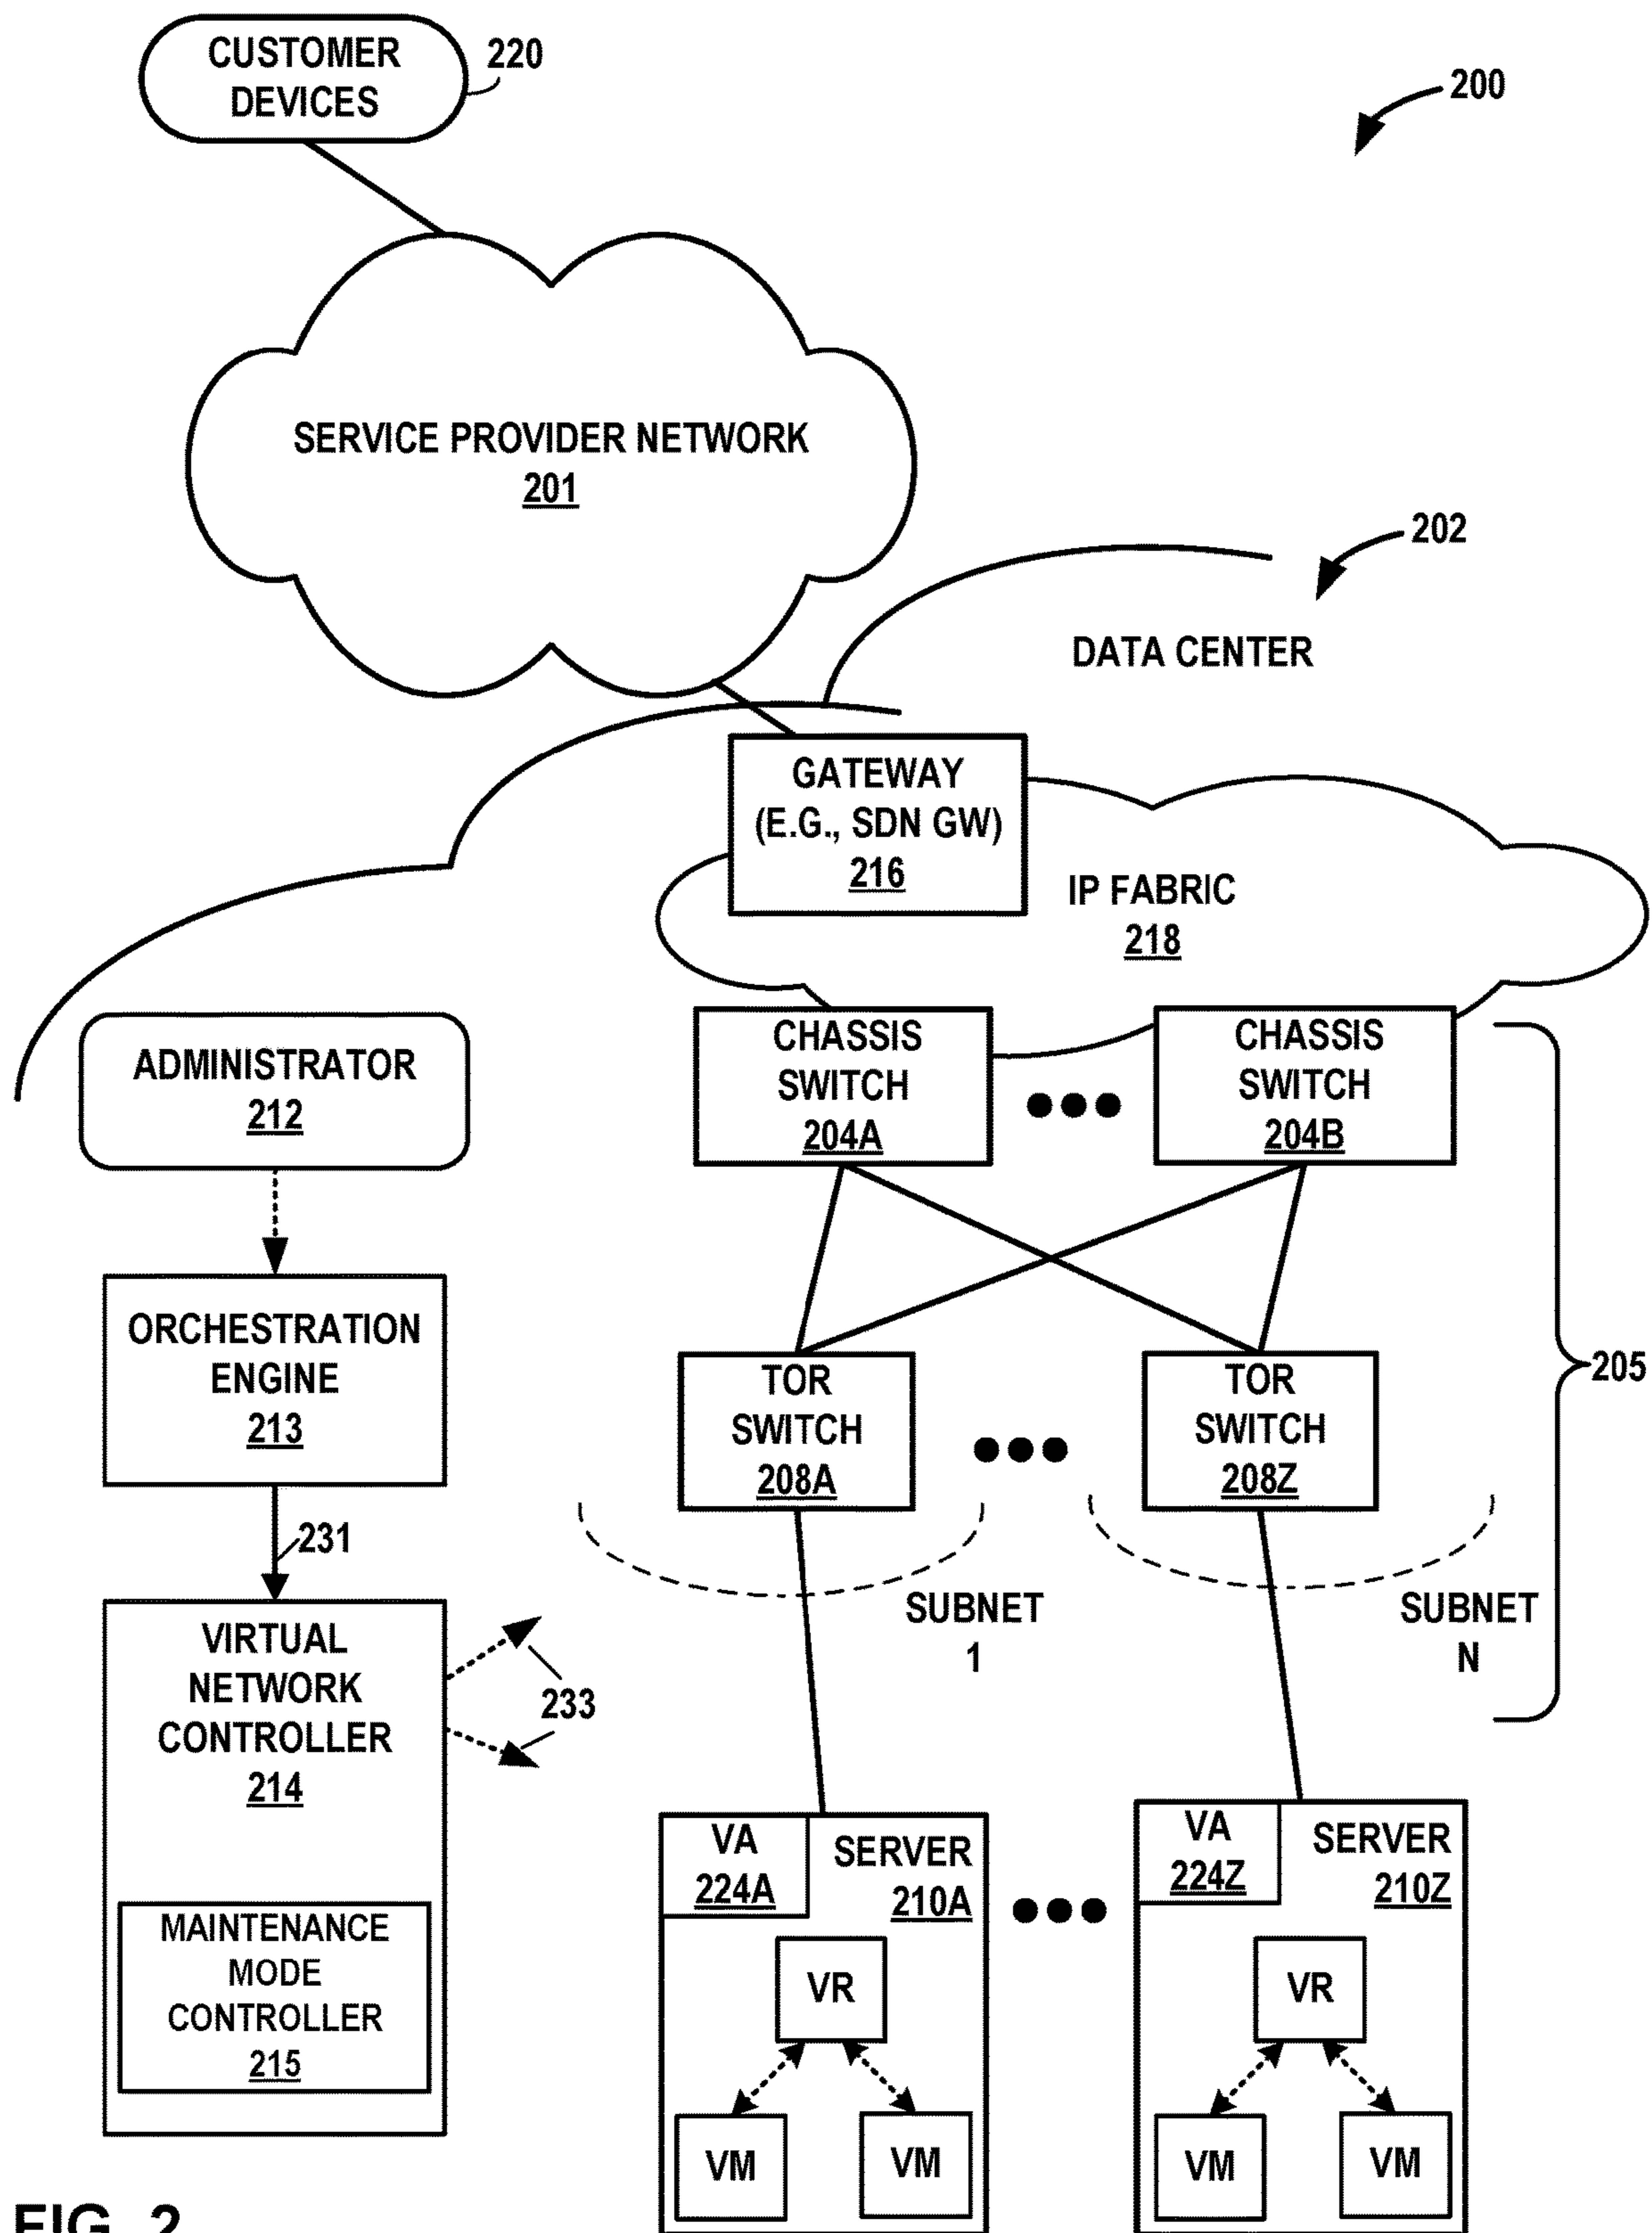 CUSTOMER
DEVICES
220
200
SERVICE PROVIDER NETWORK
201
202
DATA CENTER
GATEWAY
(E.G., SDN GW)
216
IP FABRIC
218
ADMINISTRATOR
212
CHASSIS
SWITCH
204A
CHASSIS
SWITCH
204B
ORCHESTRATION
ENGINE
213
TOR
SWITCH
208A
TOR
SWITCH
208Z
205
231
SUBNET
1
SUBNET
N
VIRTUAL
NETWORK
CONTROLLER
214
233
MAINTENANCE
MODE
CONTROLLER
215
VA
224A
SERVER
210A
VR
VM
VM
VA
224Z
SERVER
210Z
VR
VM
VM
FIG. 2